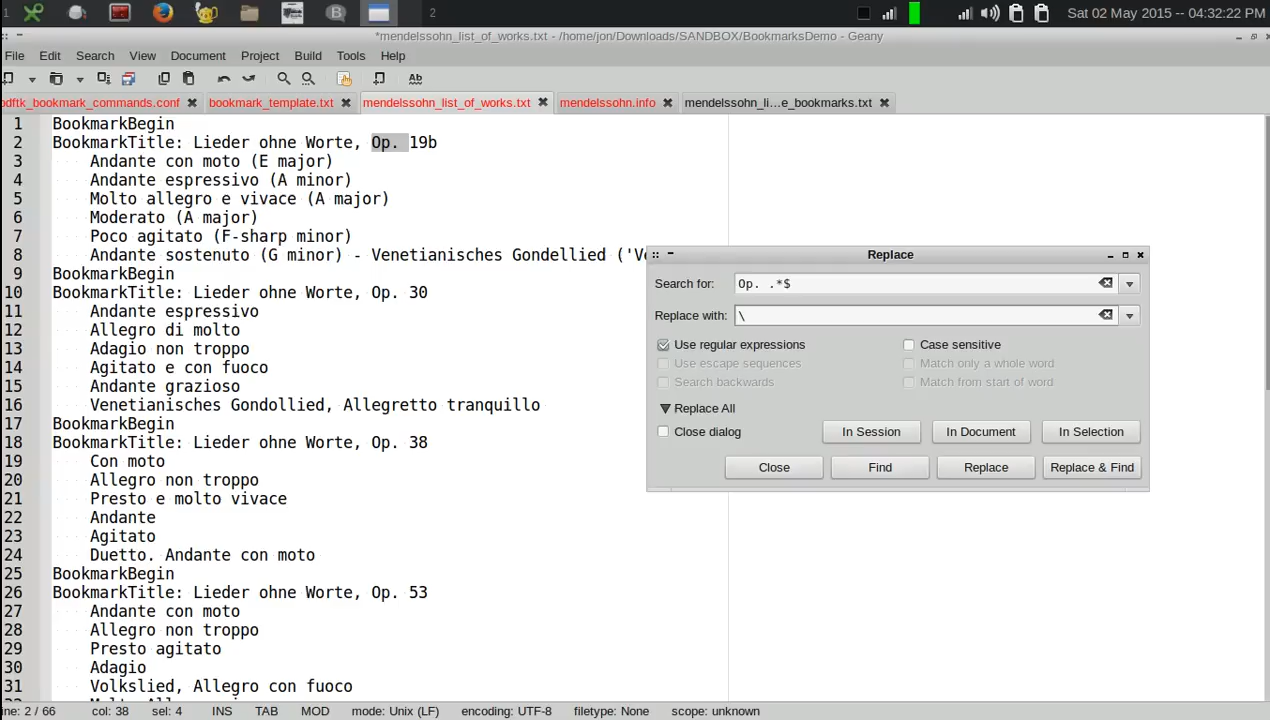 2
Sat 02 May 2015 — 04:32:22 PM
*mendelssohn_list_of_works.txt - /home/jon/Downloads/SANDBOX/BookmarksDemo - Geany
File Edit Search View Document Project Build Tools Help
pdftk_bookmark_commands.conf bookmark_template.txt mendelssohn_list_of_works.txt mendelssohn.info mendelssohn_li...e_bookmarks.txt
1 BookmarkBegin
2 BookmarkTitle: Lieder ohne Worte, Op. 19b
3 Andante con moto (E major)
4 Andante espressivo (A minor)
5 Molto allegro e vivace (A major)
6 Moderato (A major)
7 Poco agitato (F-sharp minor)
8 Andante sostenuto (G minor) - Venetianisches Gondellied ('Ve
9 BookmarkBegin
10 BookmarkTitle: Lieder ohne Worte, Op. 30
11 Andante espressivo
12 Allegro di molto
13 Adagio non troppo
14 Agitato e con fuoco
15 Andante grazioso
16 Venetianisches Gondollied, Allegretto tranquillo
17 BookmarkBegin
18 BookmarkTitle: Lieder ohne Worte, Op. 38
19 Con moto
20 Allegro non troppo
21 Presto e molto vivace
22 Andante
23 Agitato
24 Duetto. Andante con moto
25 BookmarkBegin
26 BookmarkTitle: Lieder ohne Worte, Op. 53
27 Andante con moto
28 Allegro non troppo
29 Presto agitato
30 Adagio
31 Volkslied, Allegro con fuoco
Replace
Search for: Op. .*$
Replace with: \
Use regular expressions Case sensitive
Use escape sequences Match only a whole word
Search backwards Match from start of word
Replace All
Close dialog In Session In Document In Selection
Close Find Replace Replace & Find
ine: 2 / 66 col: 38 sel: 4 INS TAB MOD mode: Unix (LF) encoding: UTF-8 filetype: None scope: unknown